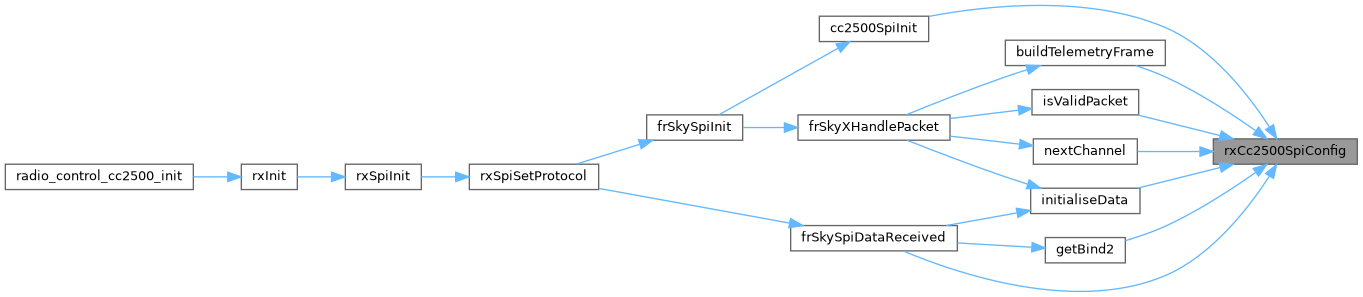 cc2500SpiInit
buildTelemetryFrame
isValidPacket
frSkySpiInit
frSkyXHandlePacket
nextChannel
rxCc2500SpiConfig
radio_control_cc2500_init
rxInit
rxSpiInit
rxSpiSetProtocol
initialiseData
frSkySpiDataReceived
getBind2